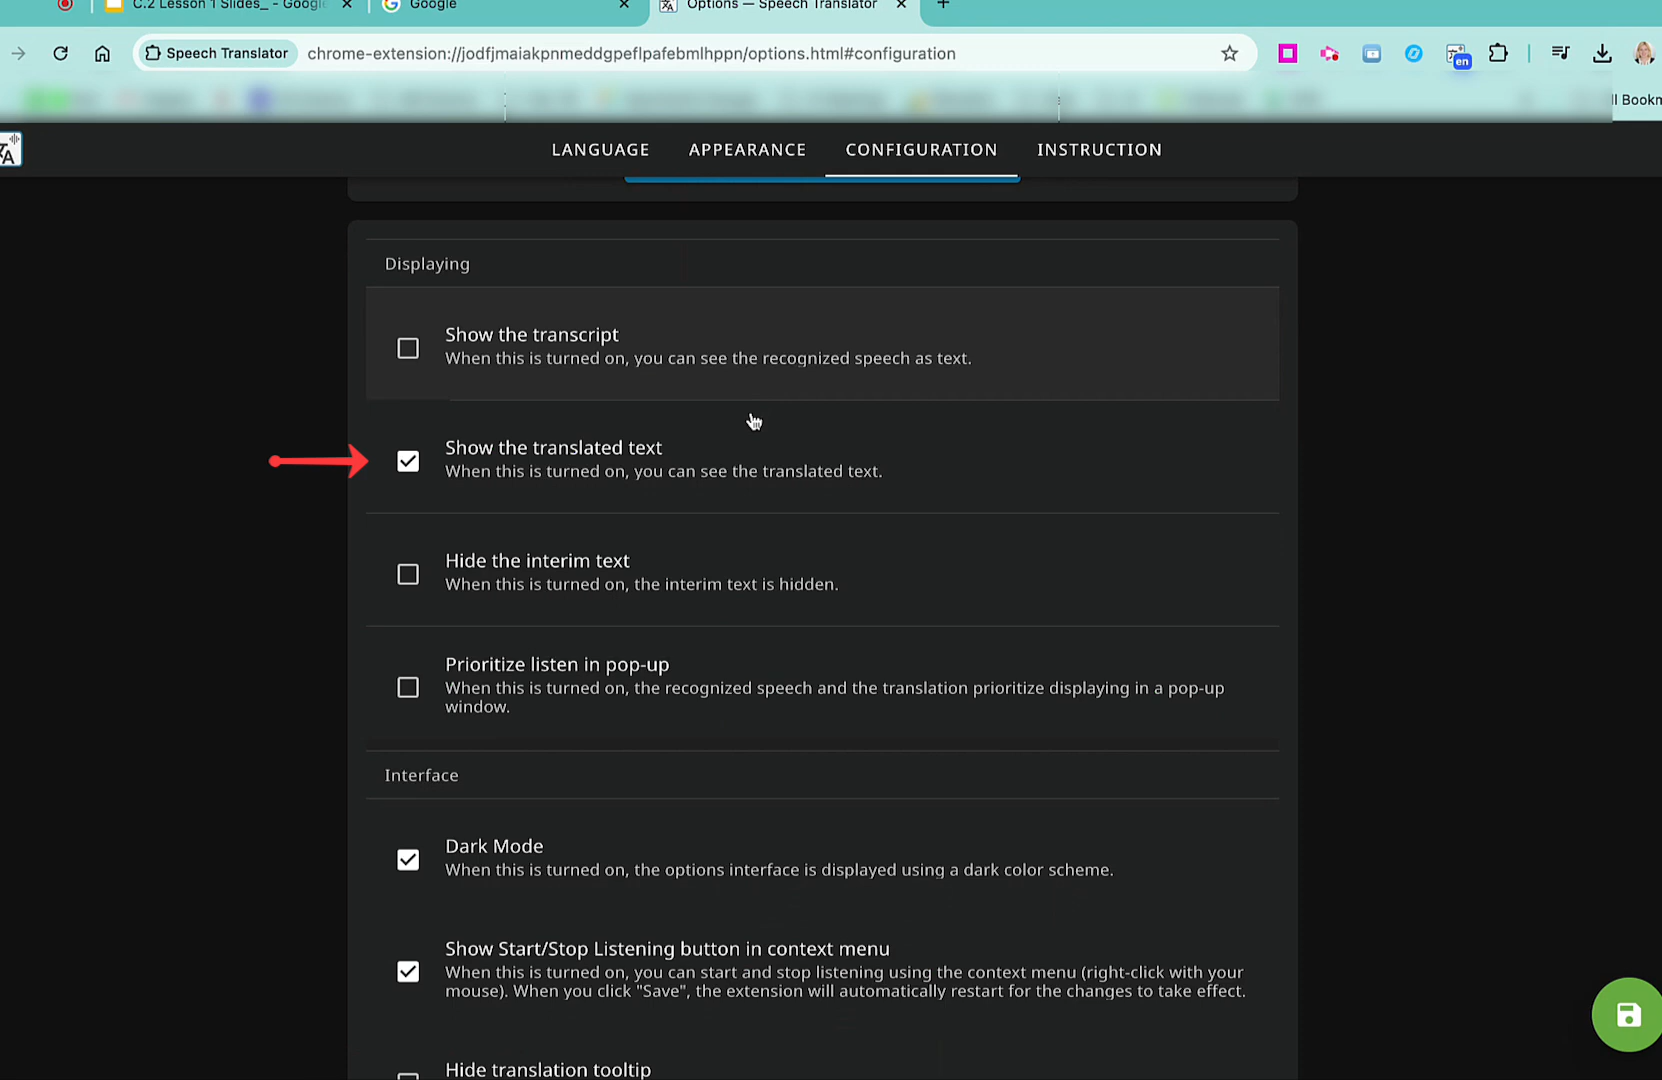 C.2 Lesson 1 Slides_ - Google
Google
Options — Speech Translator
Speech Translator
chrome-extension://jodfjmaiakpnmeddgpeflpafebmlhppn/options.html#configuration
en
ll Bookm
LANGUAGE
APPEARANCE
CONFIGURATION
INSTRUCTION
Displaying
Show the transcript
When this is turned on, you can see the recognized speech as text.
Show the translated text
When this is turned on, you can see the translated text.
Hide the interim text
When this is turned on, the interim text is hidden.
Prioritize listen in pop-up
When this is turned on, the recognized speech and the translation prioritize displaying in a pop-up
window.
Interface
Dark Mode
When this is turned on, the options interface is displayed using a dark color scheme.
Show Start/Stop Listening button in context menu
When this is turned on, you can start and stop listening using the context menu (right-click with your
mouse). When you click "Save", the extension will automatically restart for the changes to take effect.
Hide translation tooltip